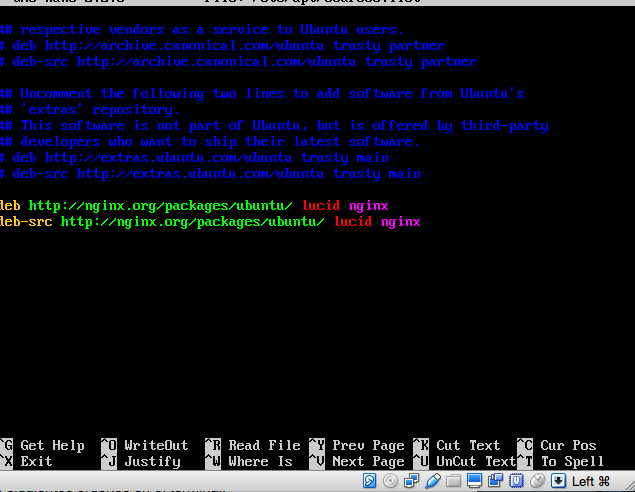 ## respective vendors as a service to Ubuntu users.
# deb http://archive.canonical.com/ubuntu trusty partner
# deb-src http://archive.canonical.com/ubuntu trusty partner
## Uncomment the following two lines to add software from Ubuntu's
## 'extras' repository.
## This software is not part of Ubuntu, but is offered by third-party
## developers who want to ship their latest software.
# deb http://extras.ubuntu.com/ubuntu trusty main
# deb-src http://extras.ubuntu.com/ubuntu trusty main
deb http://nginx.org/packages/ubuntu/ lucid nginx
deb-src http://nginx.org/packages/ubuntu/ lucid nginx
^G Get Help ^O WriteOut ^R Read File ^Y Prev Page ^K Cut Text ^C Cur Pos
^X Exit ^J Justify ^W Where Is ^V Next Page ^U UnCut Text ^T To Spell
Left ⌘